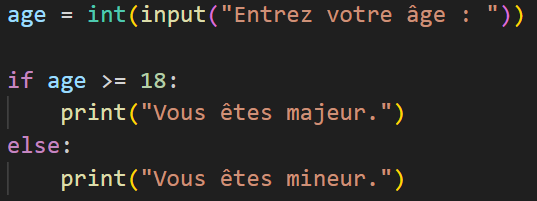 age = int(input("Entrez votre âge : "))
if age >= 18:
    print("Vous êtes majeur.")
else:
    print("Vous êtes mineur.")